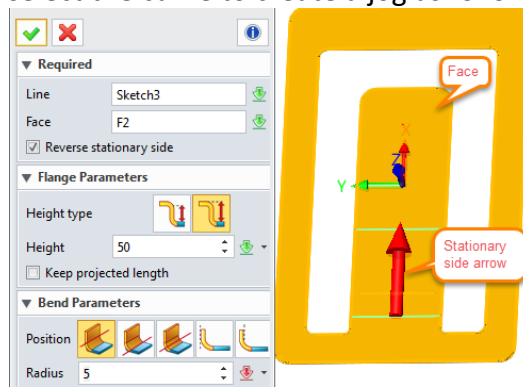 Required
Line Sketch3
Face F2
Reverse stationary side
Flange Parameters
Height type
Height 50
Keep projected length
Bend Parameters
Position
Radius 5
Face
X
Z
Y
Stationary
side arrow